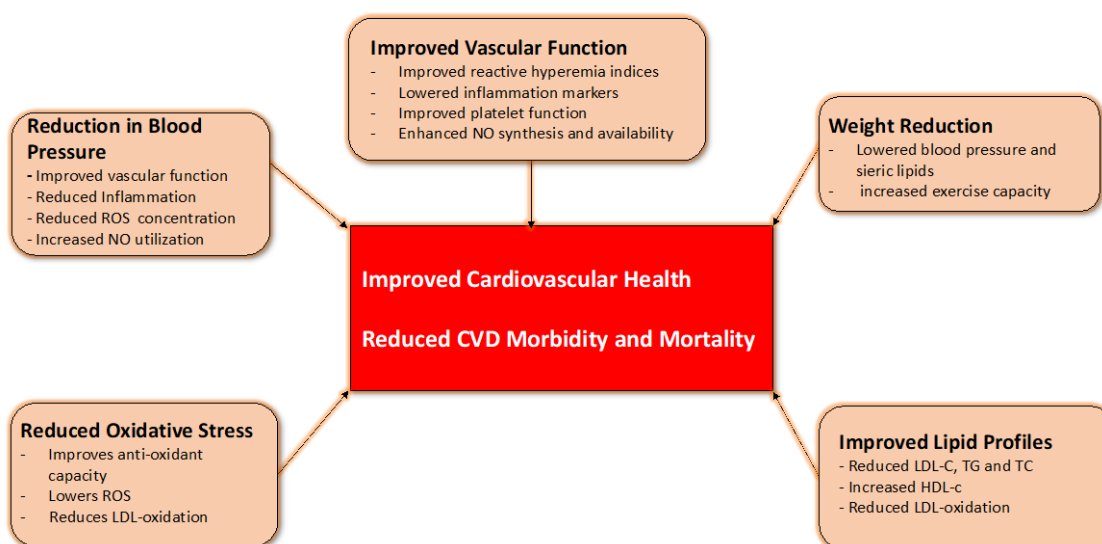 Improved Vascular Function
- Improved reactive hyperemia indices
- Lowered inflammation markers
- Improved platelet function
- Enhanced NO synthesis and availability
Reduction in Blood
Pressure
- Improved vascular function
- Reduced Inflammation
- Reduced ROS concentration
- Increased NO utilization
Weight Reduction
- Lowered blood pressure and
sieric lipids
- increased exercise capacity
Improved Cardiovascular Health
Reduced CVD Morbidity and Mortality
Reduced Oxidative Stress
- Improves anti-oxidant
capacity
- Lowers ROS
- Reduces LDL-oxidation
Improved Lipid Profiles
- Reduced LDL-C, TG and TC
- Increased HDL-c
- Reduced LDL-oxidation